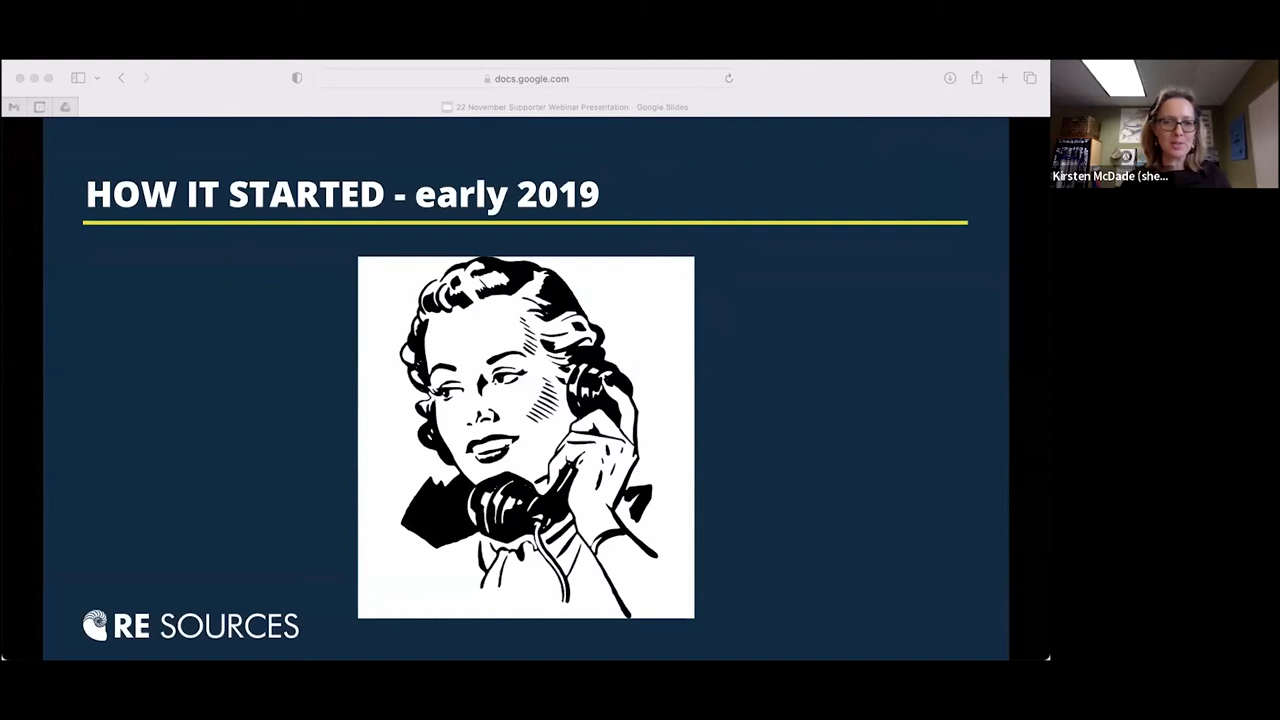 docs.google.com
22 November Supporter Webinar Presentation - Google Slides
HOW IT STARTED - early 2019
RE SOURCES
Kirsten McDade (she...